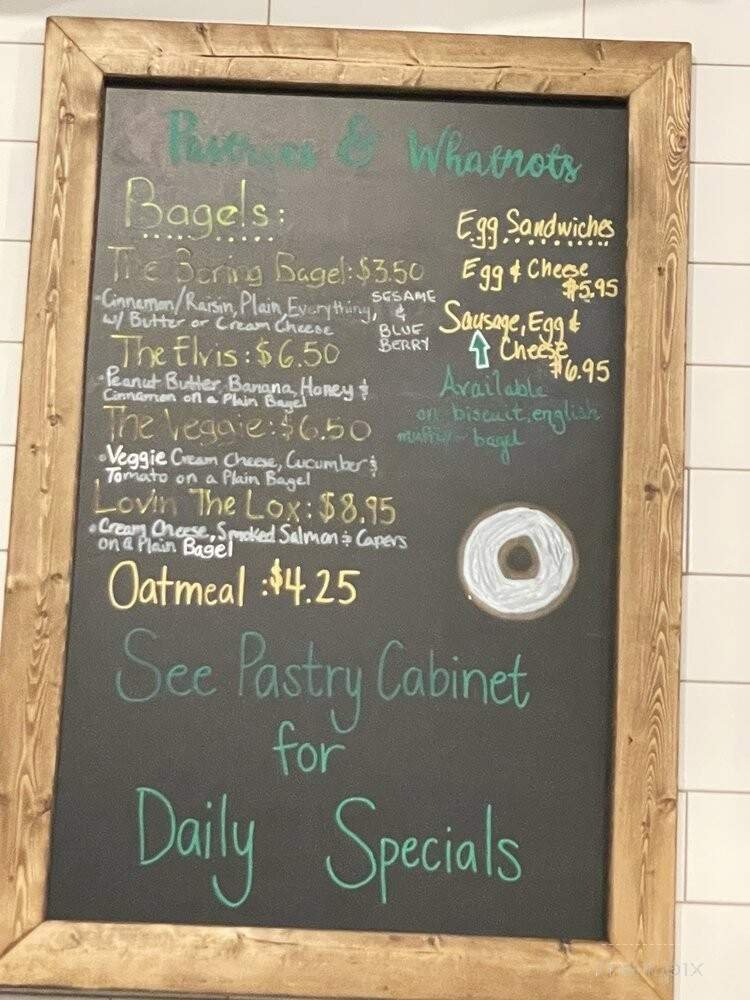 Pastries & Whatnots
Bagels:
The Boring Bagel: $3.50
•Cinnamon/Raisin, Plain, Everything,
w/ Butter or Cream Cheese
SESAME
&
BLUE
BERRY
The Elvis: $6.50
•Peanut Butter, Banana, Honey &
Cinnamon on a Plain Bagel
The Veggie: $6.50
•Veggie Cream Cheese, Cucumber &
Tomato on a Plain Bagel
Lovin The Lox: $8.95
•Cream Cheese, Smoked Salmon & Capers
on a Plain Bagel
Oatmeal : $4.25
Egg Sandwiches
Egg & Cheese
$5.95
Sausage, Egg &
Cheese
$6.95
Available
on biscuit, english
muffin bagel
See Pastry Cabinet
for
Daily Specials